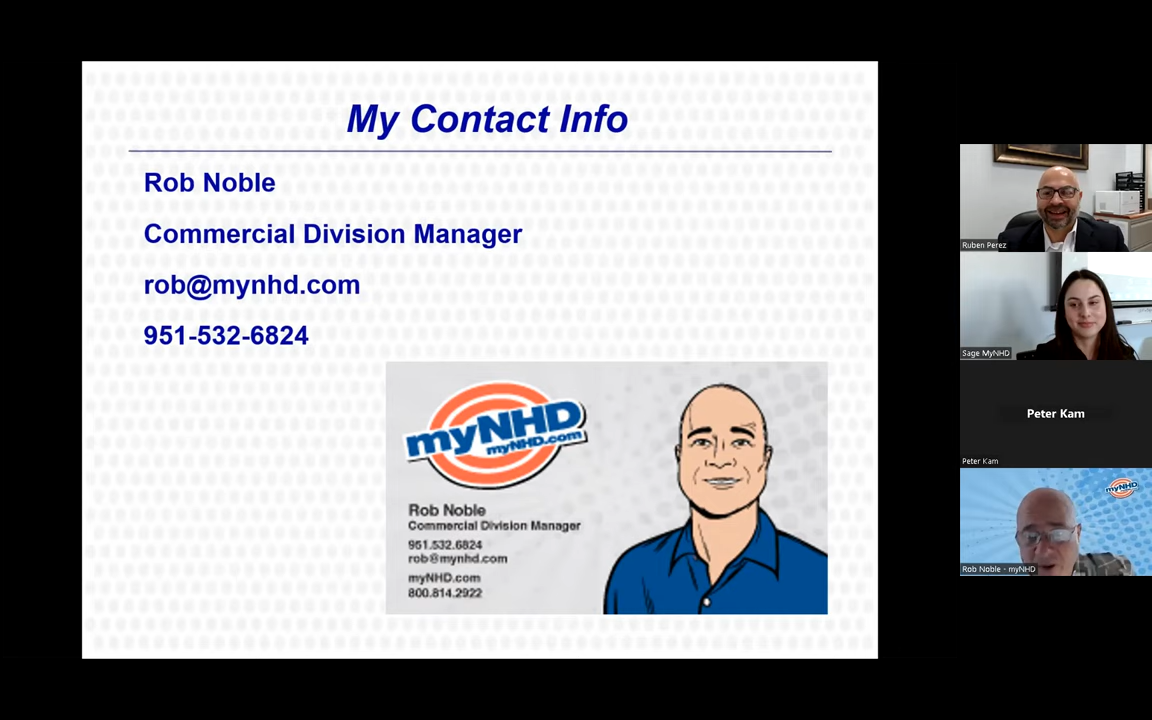 My Contact Info
Rob Noble
Commercial Division Manager
rob@mynhd.com
951-532-6824
myNHD
myNHD.com
Rob Noble
Commercial Division Manager
951.532.6824
rob@mynhd.com
myNHD.com
800.814.2922
Ruben Perez
Sage MyNHD
Peter Kam
Peter Kam
myNHD
Rob Noble - myNHD